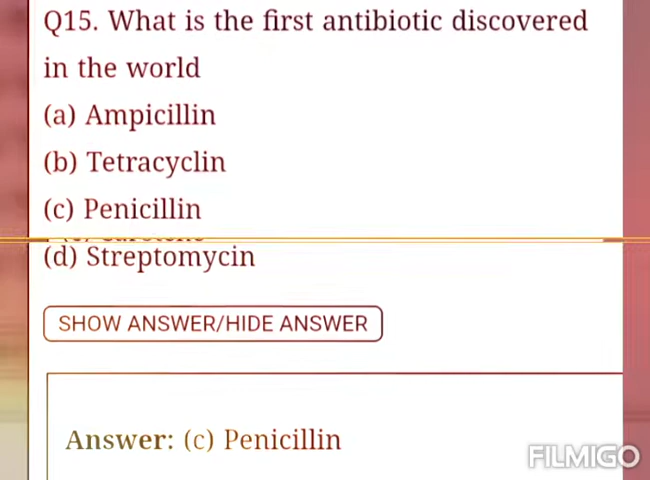 Q15. What is the first antibiotic discovered
in the world
(a) Ampicillin
(b) Tetracyclin
(c) Penicillin
(d) Streptomycin
SHOW ANSWER/HIDE ANSWER
Answer: (c) Penicillin
FILMIGO